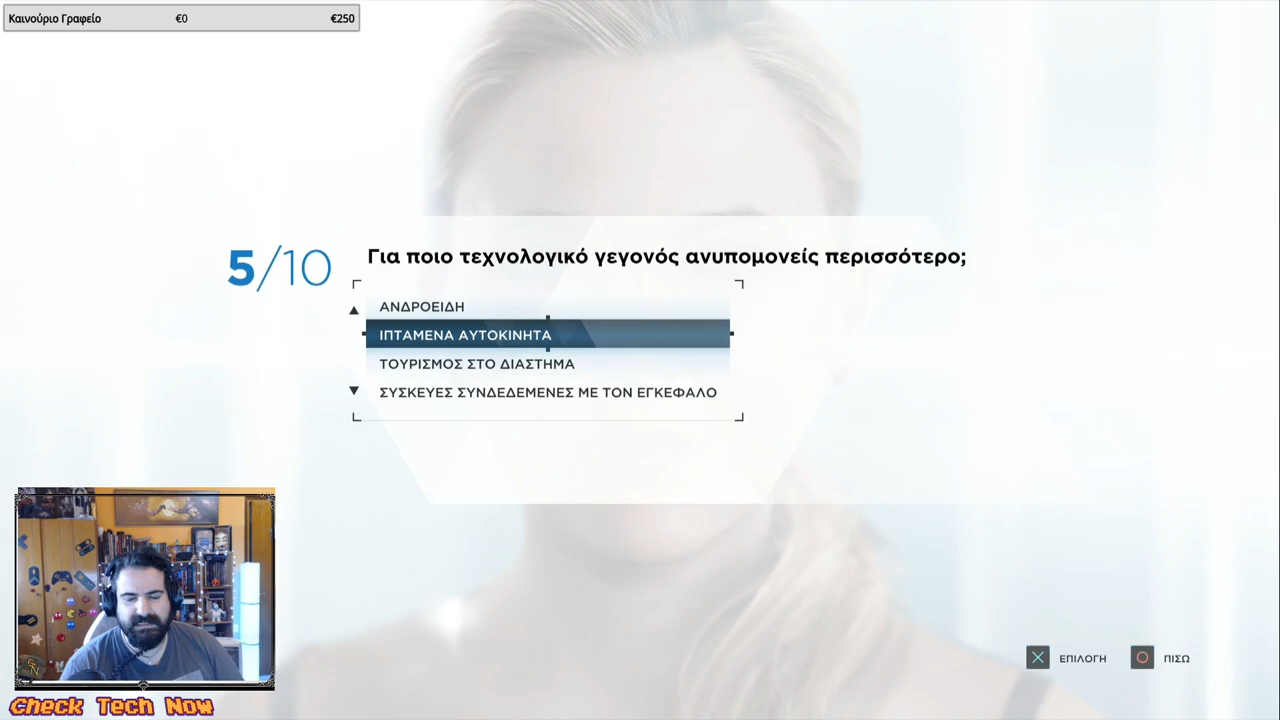 Καινούριο Γραφείο €0 €250
5/10
Για ποιο τεχνολογικό γεγονός ανυπομονείς περισσότερο;
ΑΝΔΡΟΕΙΔΗ
ΙΠΤΑΜΕΝΑ ΑΥΤΟΚΙΝΗΤΑ
ΤΟΥΡΙΣΜΟΣ ΣΤΟ ΔΙΑΣΤΗΜΑ
ΣΥΣΚΕΥΕΣ ΣΥΝΔΕΔΕΜΕΝΕΣ ΜΕ ΤΟΝ ΕΓΚΕΦΑΛΟ
ΕΠΙΛΟΓΗ ΠΙΣΩ
Check Tech Now